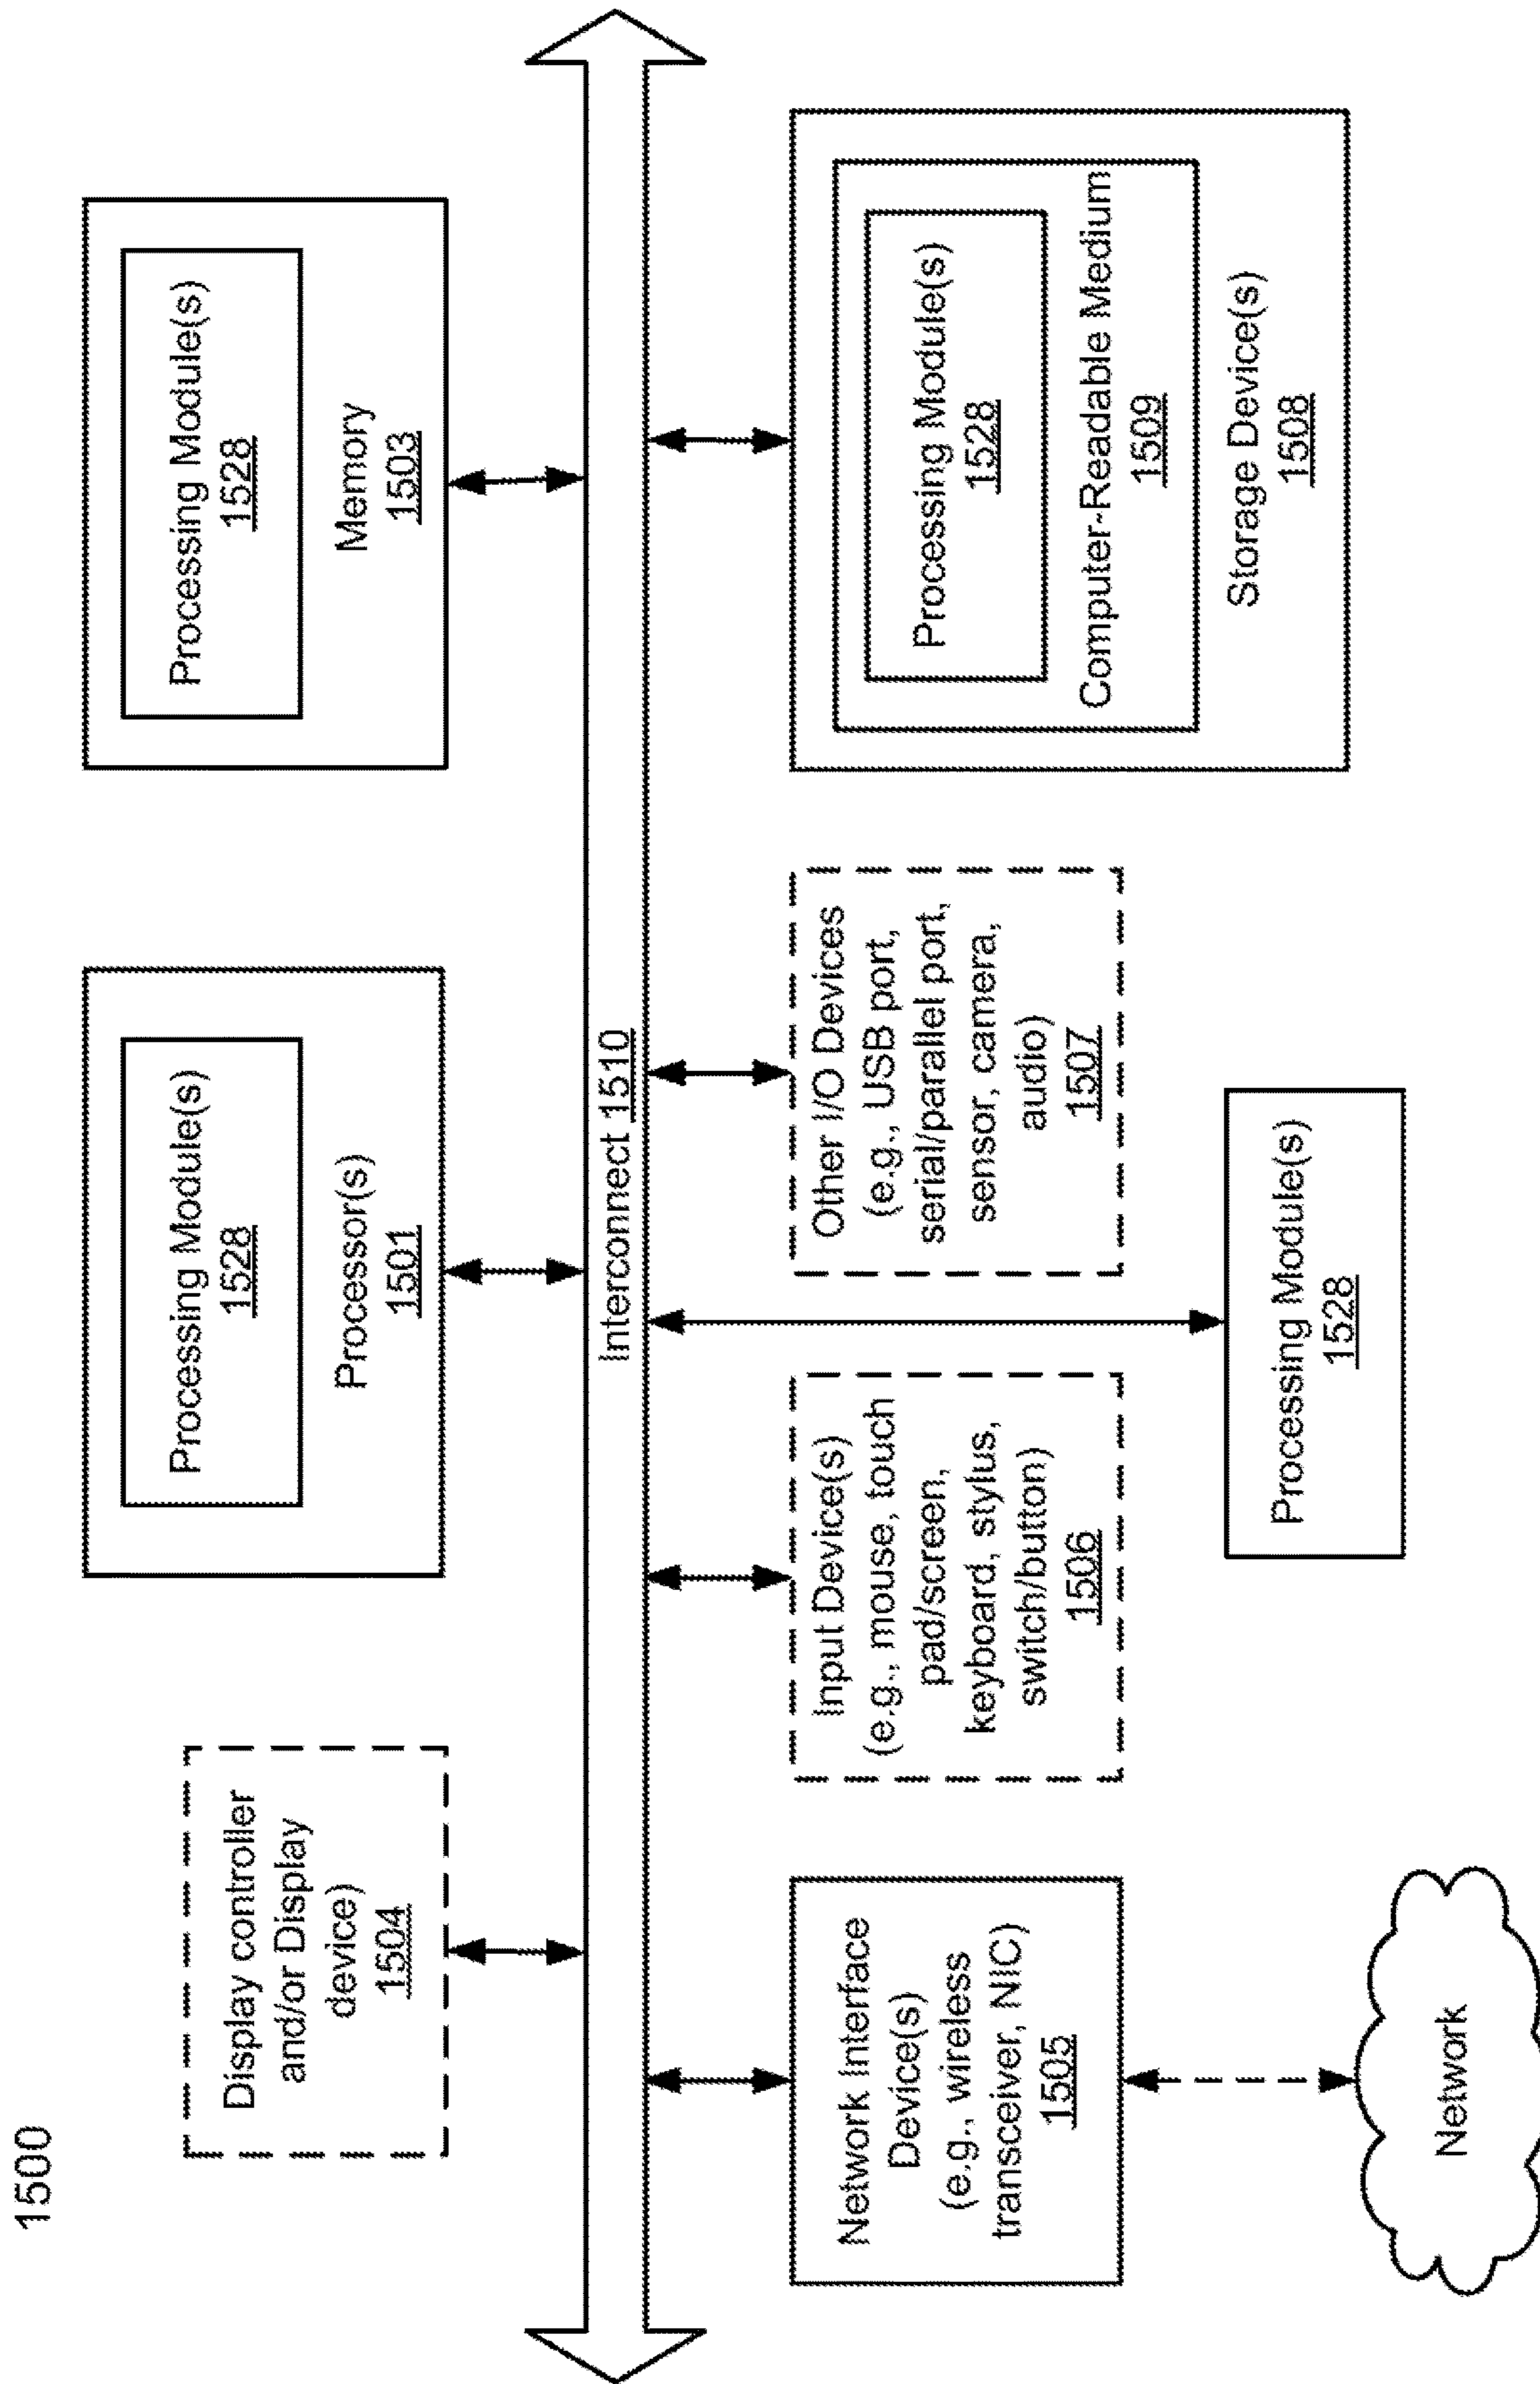 1500
Display controller
and/or Display
device)
1504
Processing Module(s)
1528
Processor(s)
1501
Processing Module(s)
1528
Memory
1503
Interconnect 1510
Network Interface
Device(s)
(e.g., wireless
transceiver, NIC)
1505
Input Device(s)
(e.g., mouse, touch
pad/screen,
keyboard, stylus,
switch/button)
1506
Other I/O Devices
(e.g., USB port,
serial/parallel port,
sensor, camera,
audio)
1507
Processing Module(s)
1528
Computer-Readable Medium
1509
Storage Device(s)
1508
Processing Module(s)
1528
Network